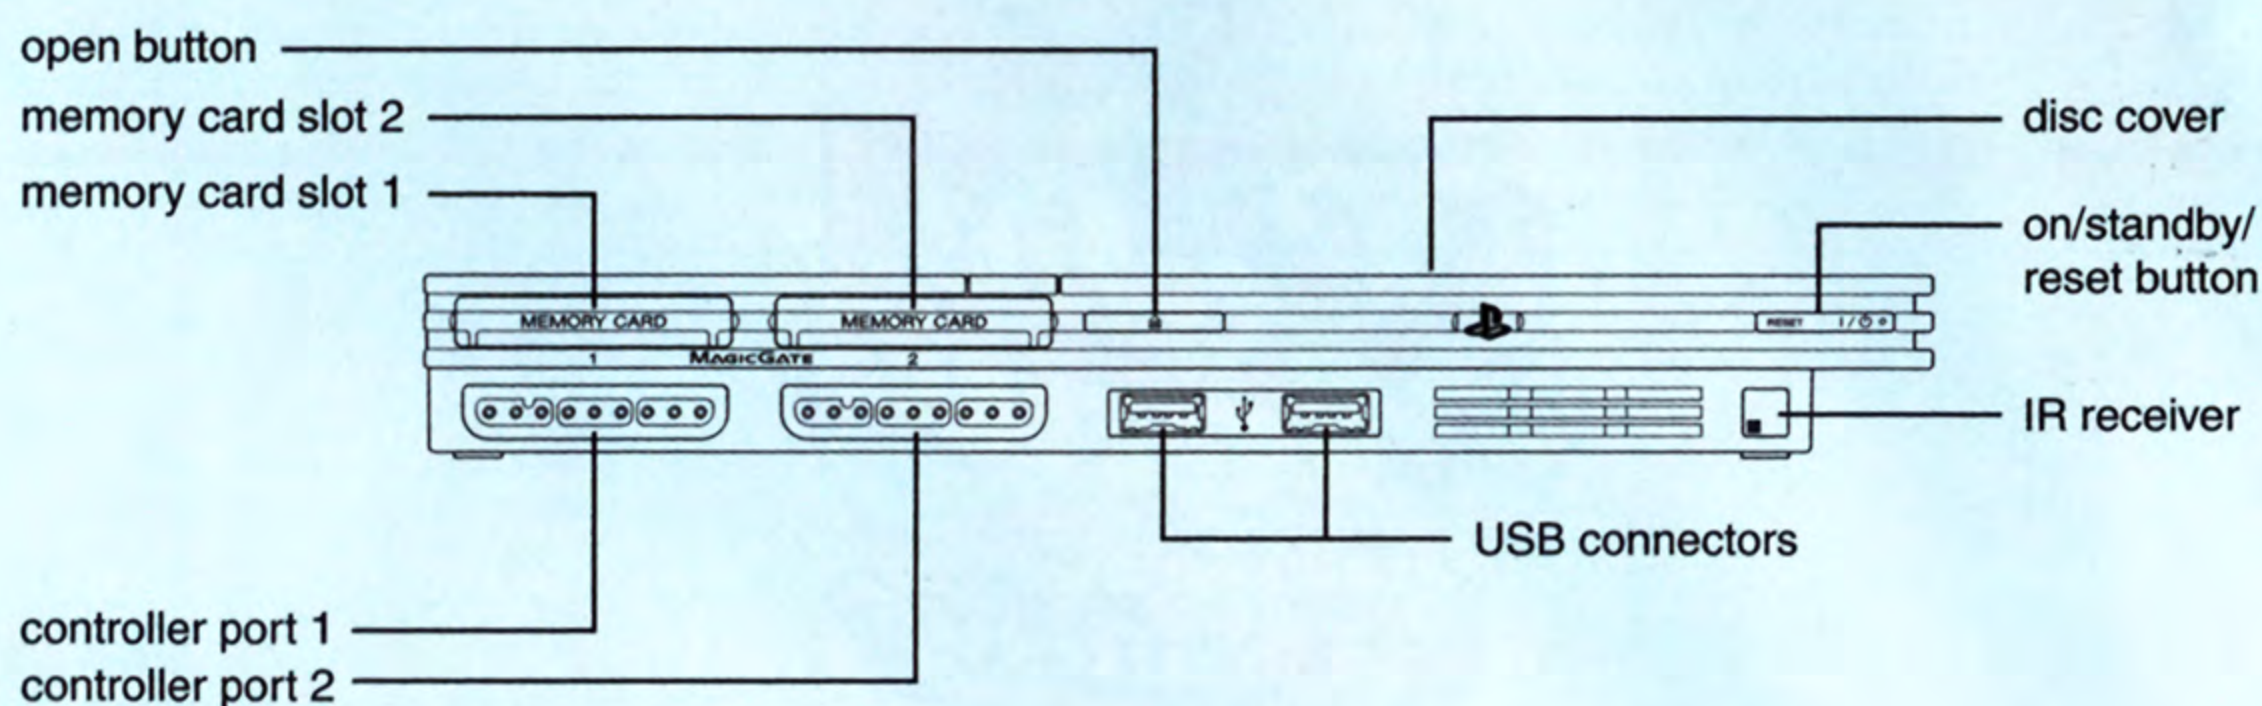 open button
memory card slot 2
memory card slot 1
disc cover
on/standby/
reset button
MEMORY CARD
MEMORY CARD
RESET I/⏻
1
MAGICGATE
2
IR receiver
USB connectors
controller port 1
controller port 2